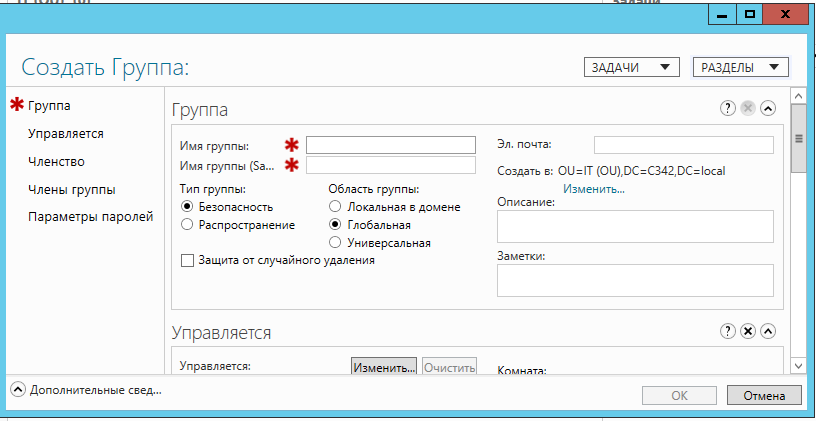 Создать Группа:
ЗАДАЧИ
РАЗДЕЛЫ
Группа
Управляется
Членство
Члены группы
Параметры паролей
Группа
Имя группы:
Имя группы (Sa...
Тип группы:
Безопасность
Распространение
Область группы:
Локальная в домене
Глобальная
Универсальная
Защита от случайного удаления
Эл. почта:
Создать в: OU=IT (OU),DC=C342,DC=local
Изменить...
Описание:
Заметки:
Управляется
Управляется:
Изменить...
Очистить
Комната:
Дополнительные свед...
ОК
Отмена